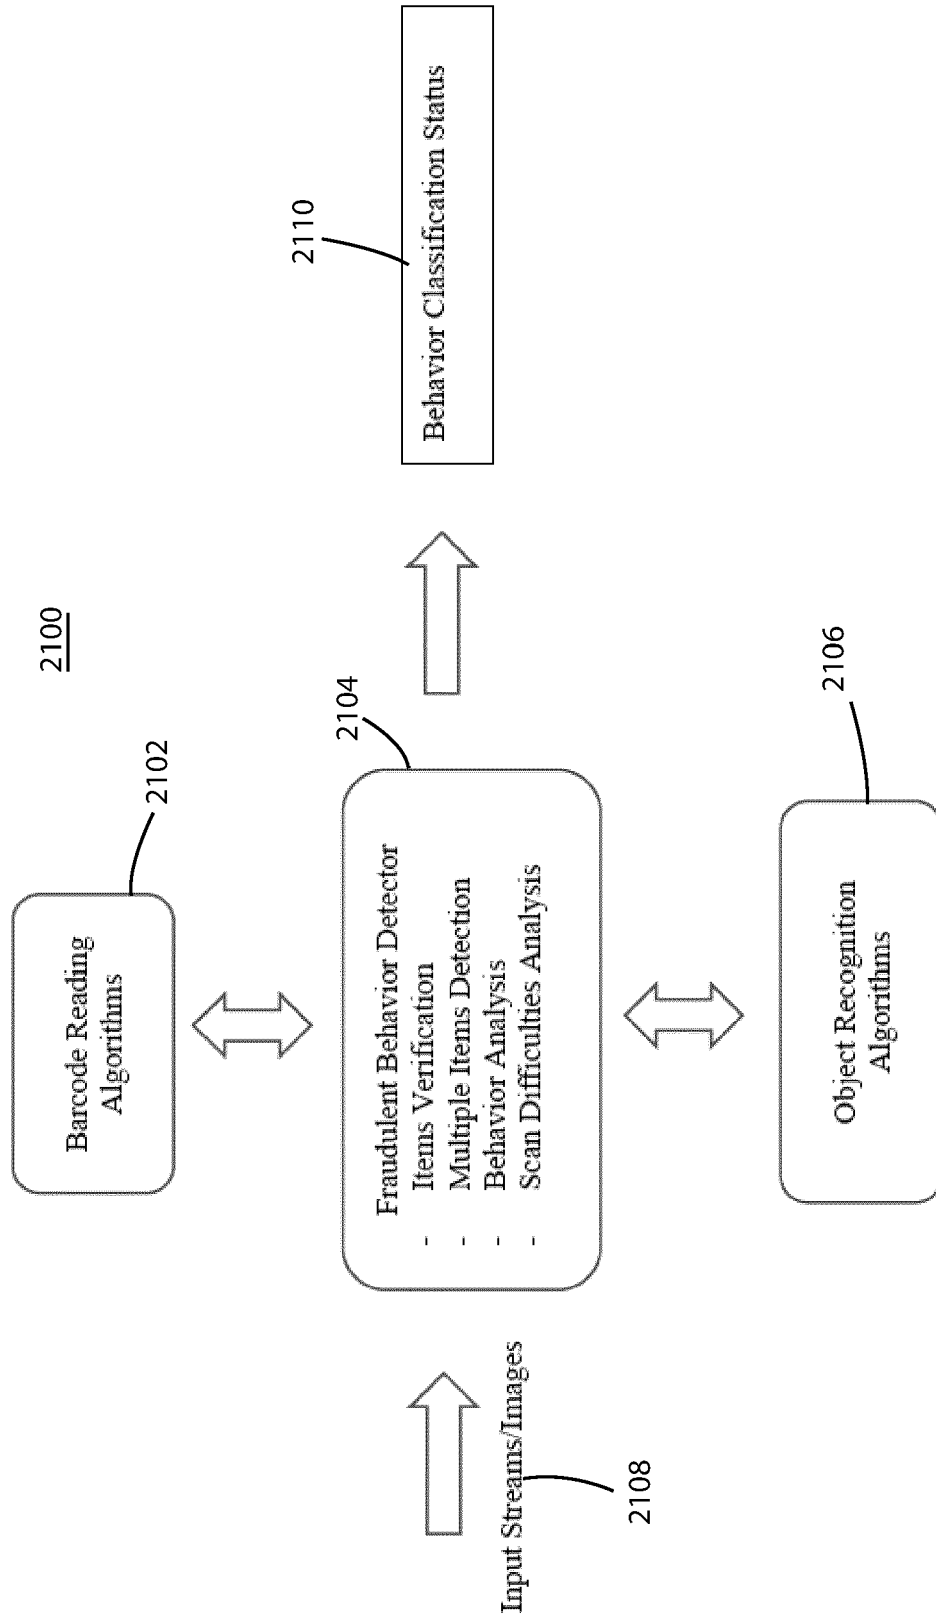 2100
Barcode Reading
Algorithms
2102
Input Streams/Images
2108
Fraudulent Behavior Detector
- Items Verification
- Multiple Items Detection
- Behavior Analysis
- Scan Difficulties Analysis
2104
Behavior Classification Status
2110
Object Recognition
Algorithms
2106